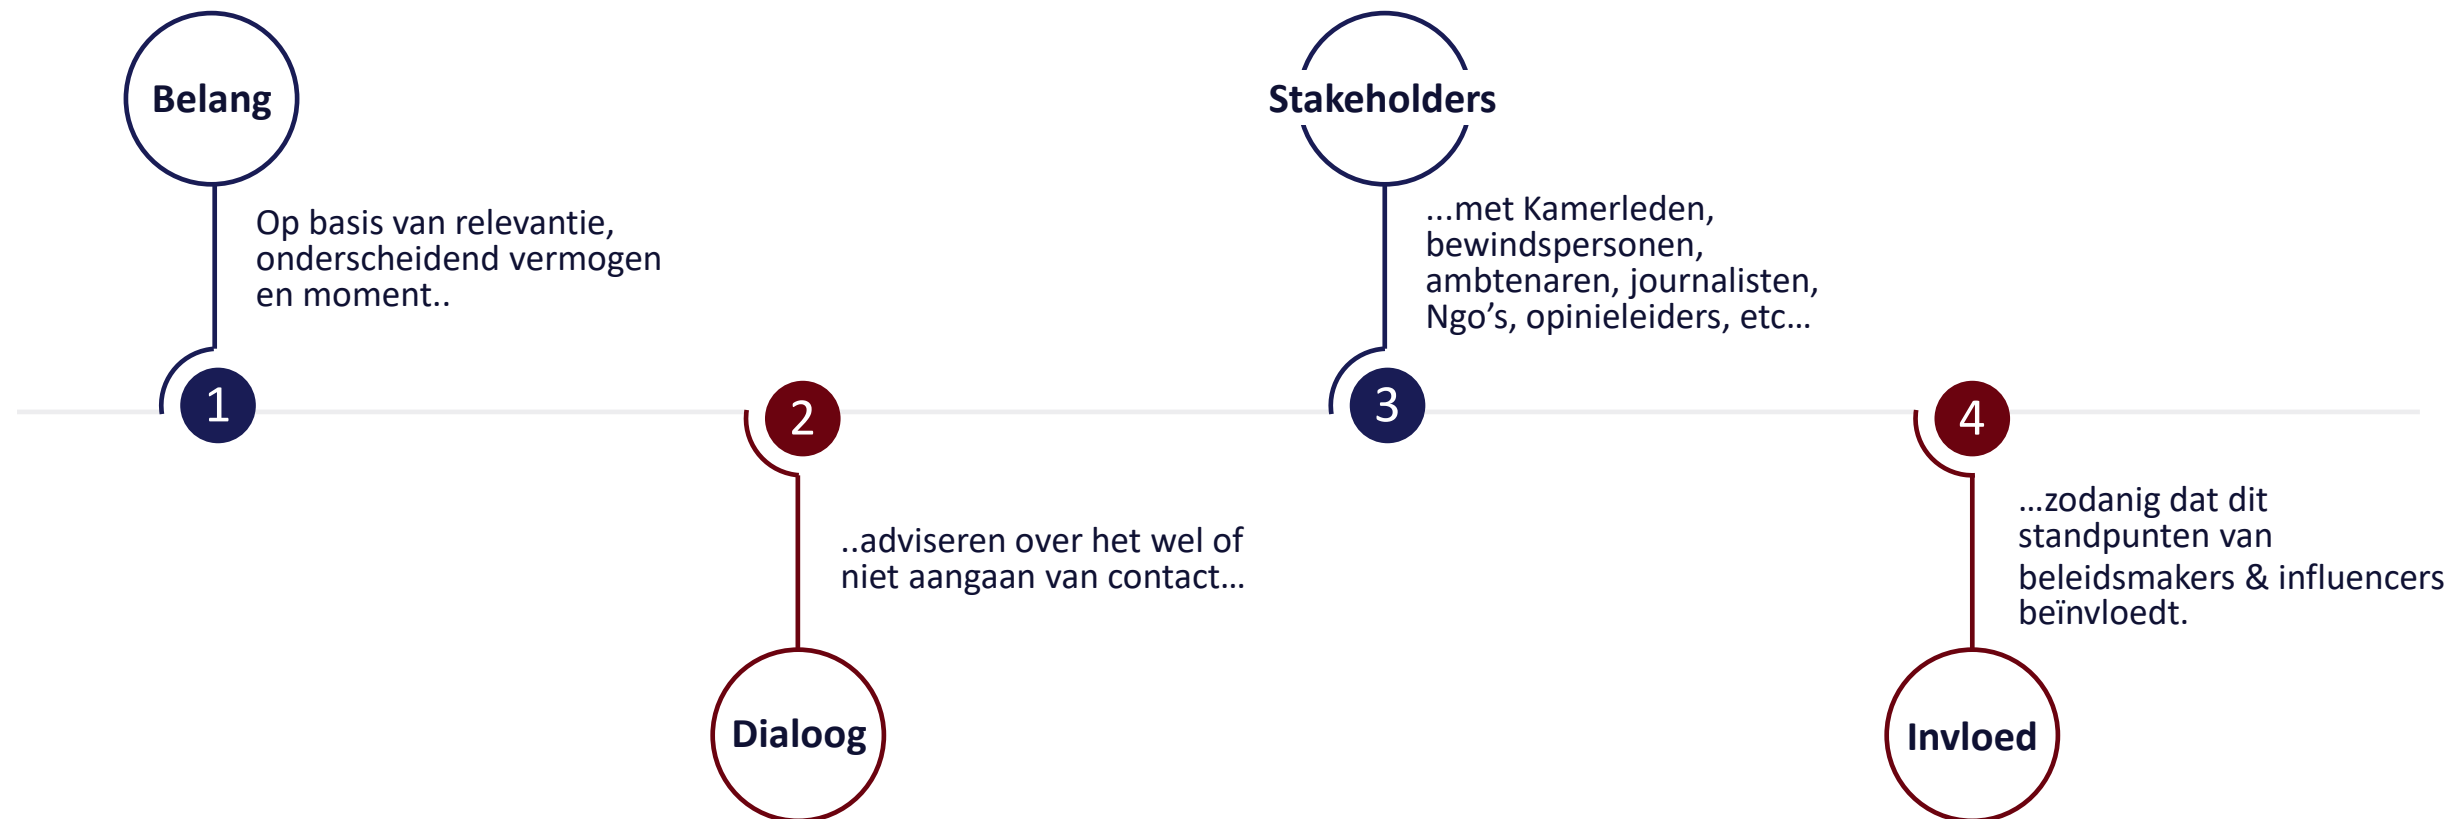 Belang
Op basis van relevantie,
onderscheidend vermogen
en moment..
1
2
..adviseren over het wel of
niet aangaan van contact…
Dialoog
Stakeholders
...met Kamerleden,
bewindspersonen,
ambtenaren, journalisten,
Ngo’s, opinieleiders, etc…
3
4
…zodanig dat dit
standpunten van
beleidsmakers & influencers
beïnvloedt.
Invloed